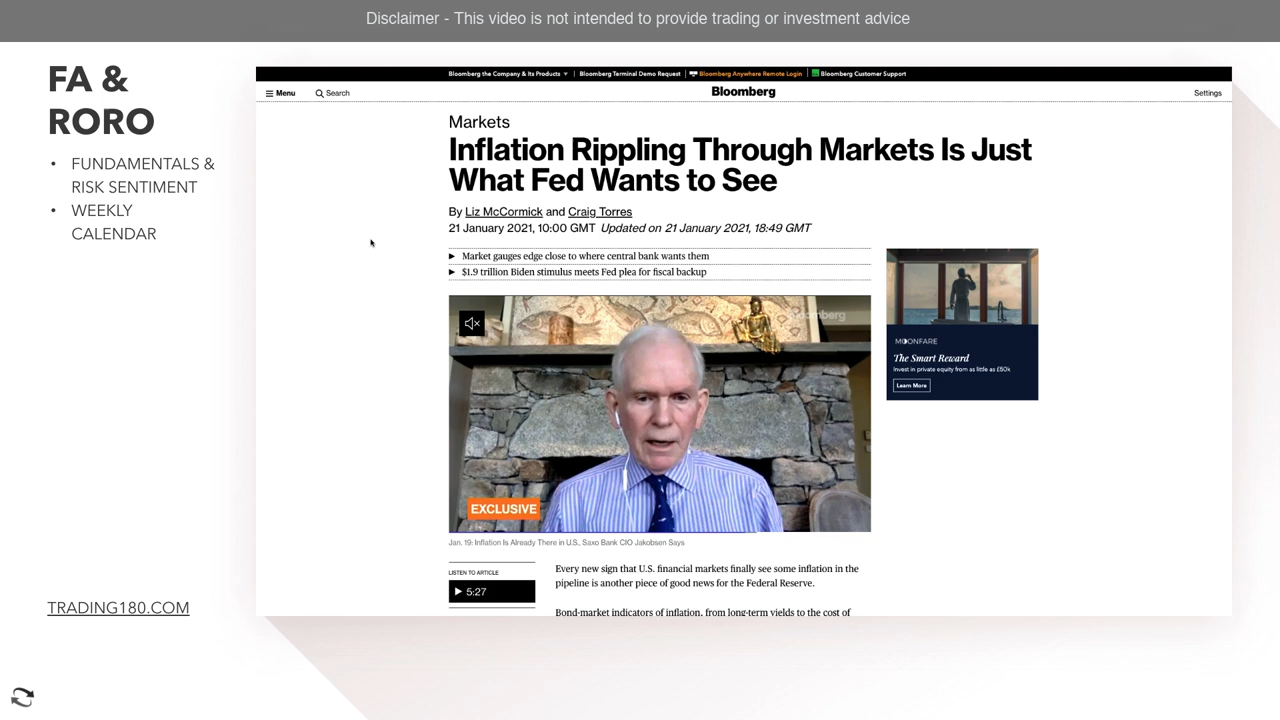 Disclaimer - This video is not intended to provide trading or investment advice
FA &
RORO
• FUNDAMENTALS &
RISK SENTIMENT
• WEEKLY
CALENDAR
TRADING180.COM
Bloomberg the Company & Its Products ▼ | Bloomberg Terminal Demo Request | Bloomberg Anywhere Remote Login | Bloomberg Customer Support
Menu Search Bloomberg Settings
Markets
Inflation Rippling Through Markets Is Just
What Fed Wants to See
By Liz McCormick and Craig Torres
21 January 2021, 10:00 GMT Updated on 21 January 2021, 18:49 GMT
► Market gauges edge close to where central bank wants them
► $1.9 trillion Biden stimulus meets Fed plea for fiscal backup
Bloomberg
EXCLUSIVE
Jan. 19: Inflation Is Already There in U.S., Saxo Bank CIO Jakobsen Says
MOONFARE
The Smart Reward
Invest in private equity from as little as £50k
Learn More
LISTEN TO ARTICLE
► 5:27
Every new sign that U.S. financial markets finally see some inflation in the
pipeline is another piece of good news for the Federal Reserve.
Bond-market indicators of inflation, from long-term yields to the cost of